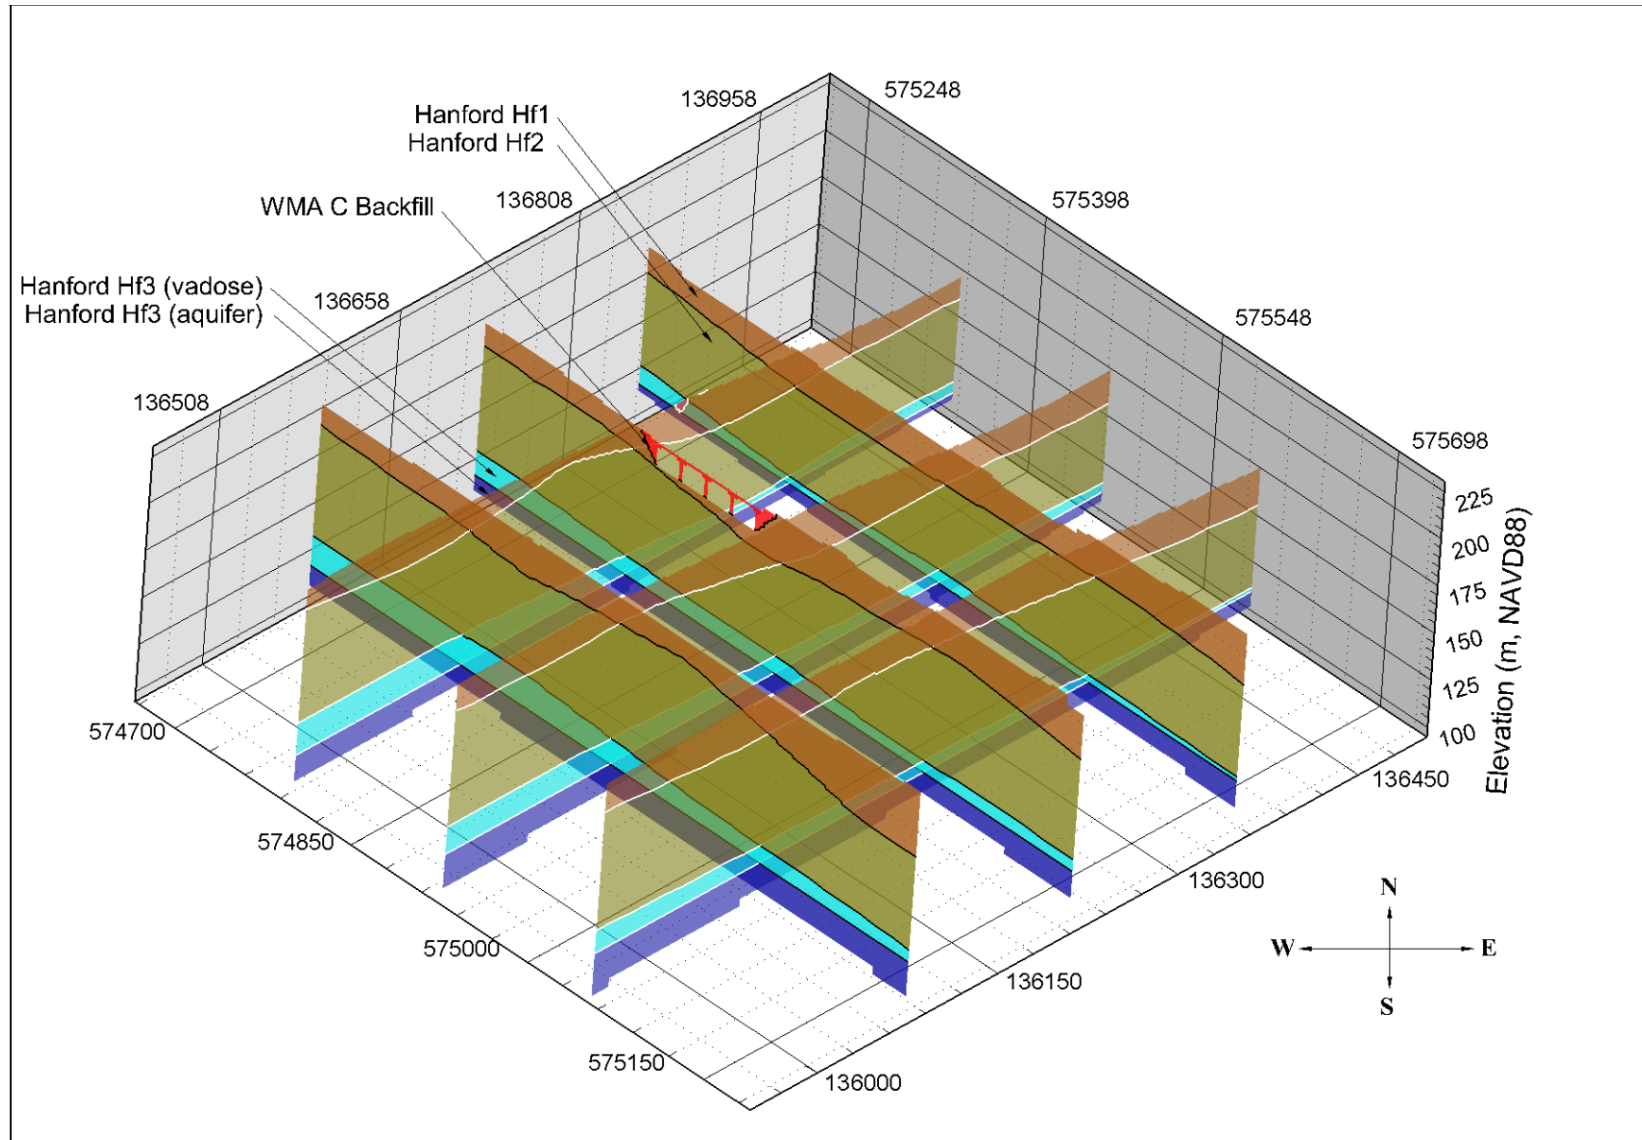 Hanford Hf1
Hanford Hf2
WMA C Backfill
Hanford Hf3 (vadose)
Hanford Hf3 (aquifer)
136958
136808
136658
136508
575248
575398
575548
575698
225
200
175
150
125
100
Elevation (m, NAVD88)
574700
574850
575000
575150
136000
136150
136300
136450
N
W E
S